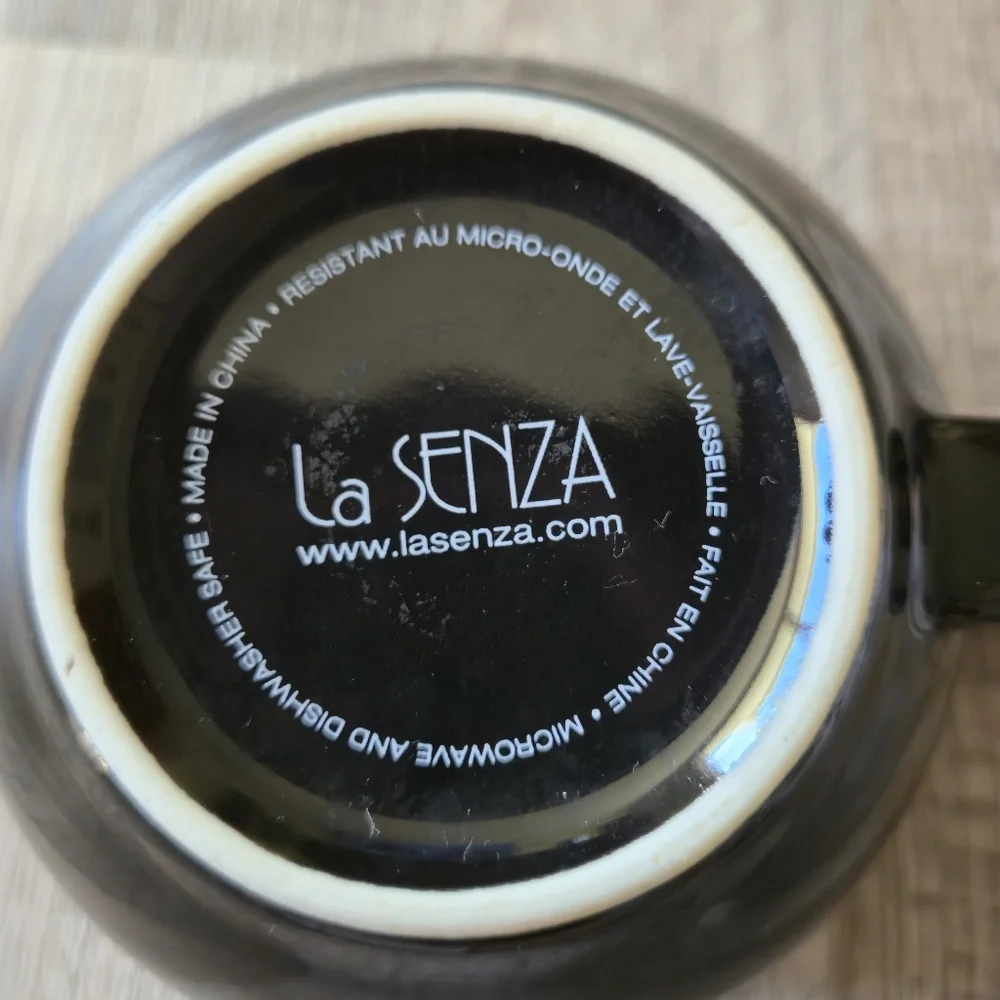 La SENZA
www.lasenza.com
MICROWAVE AND DISHWASHER SAFE • MADE IN CHINA • RESISTANT AU MICRO-ONDE ET LAVE-VAISSELLE • FAIT EN CHINE •